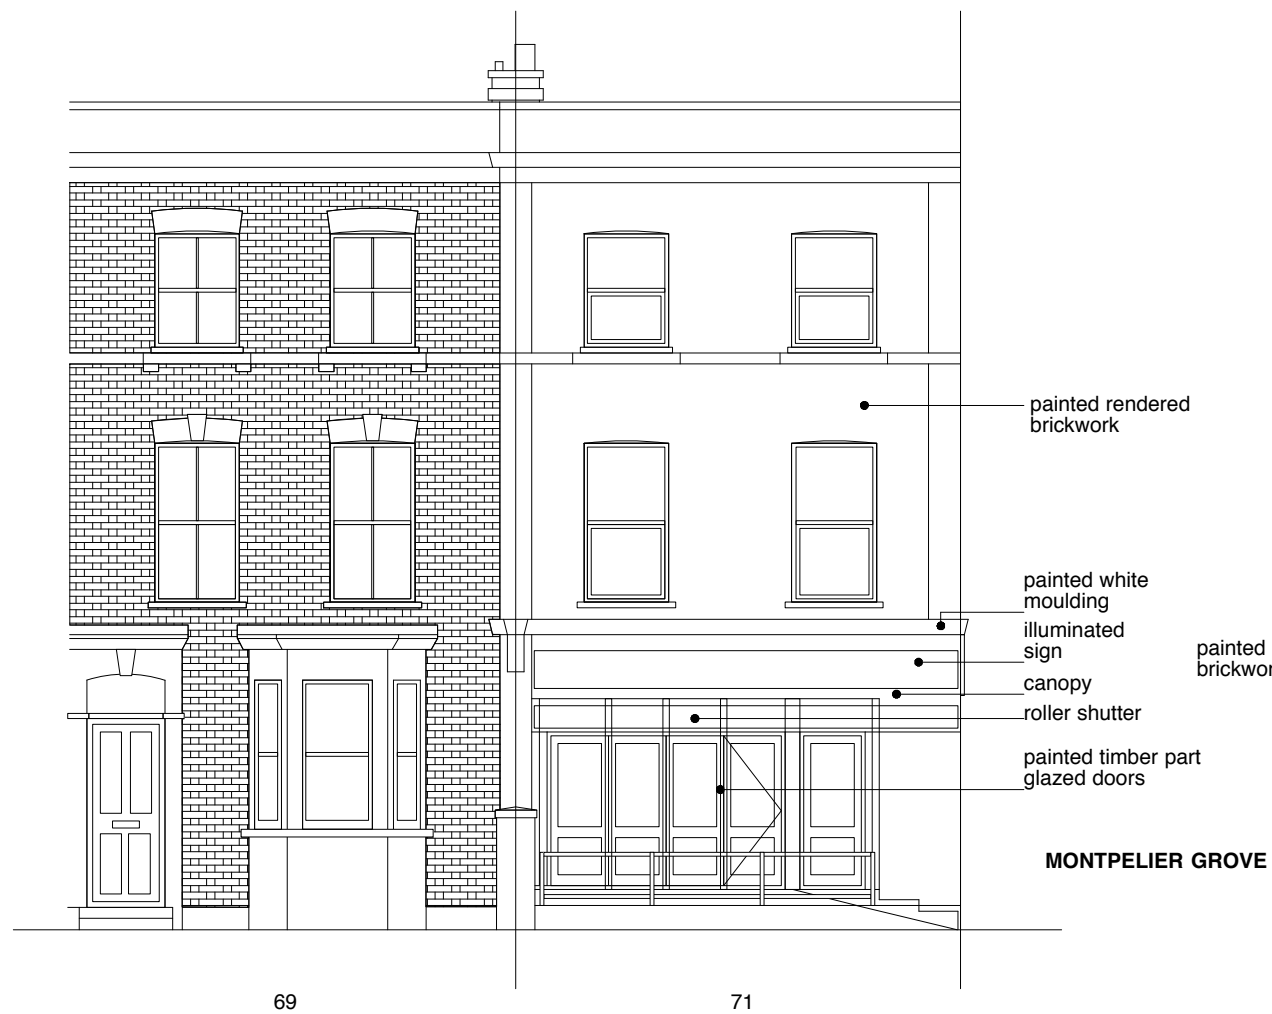 painted rendered
brickwork
painted white
moulding
illuminated
sign
painted
canopy
roller shutter
painted timber part
glazed doors
MONTPELIER GROVE
69
71